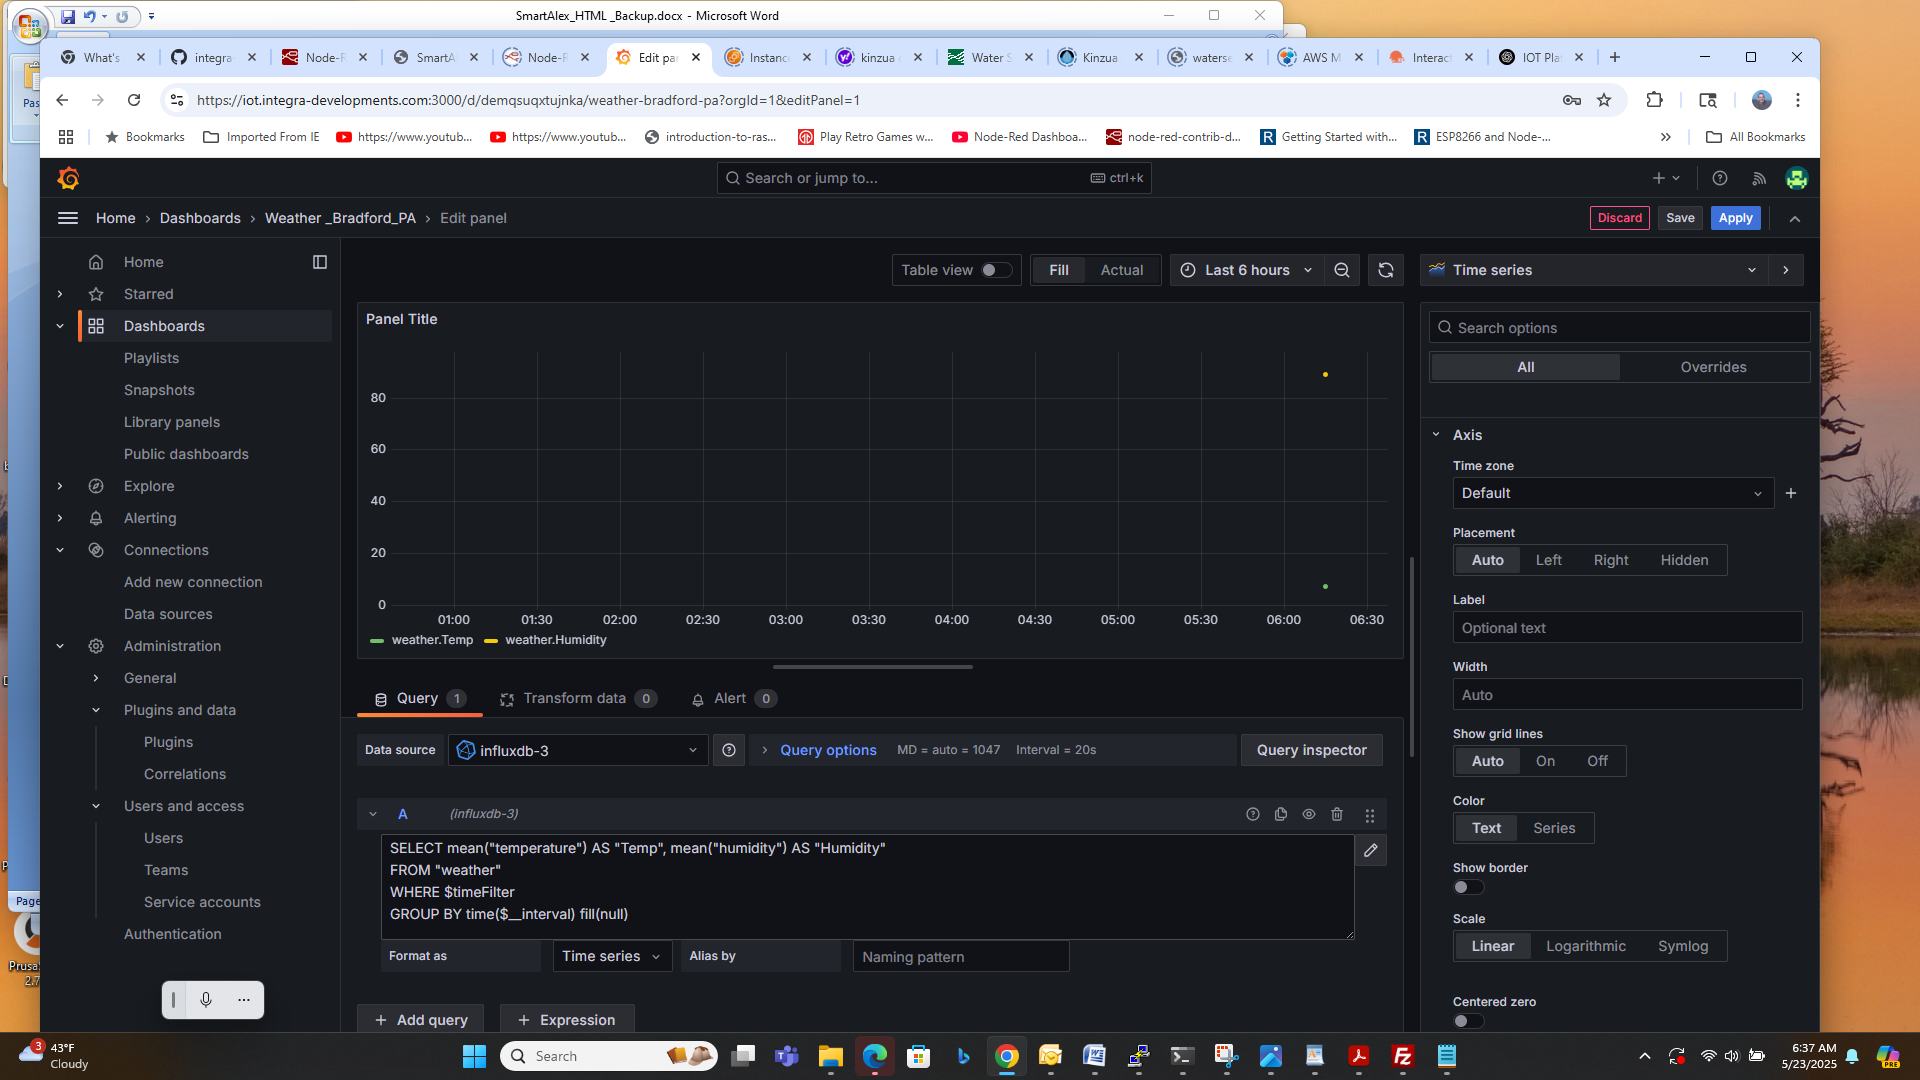 SmartAlex_HTML _Backup.docx - Microsoft Word
What's
integra-
Node-R
SmartA
Node-R
Edit pan
Instance
kinzua
Water S
Kinzua
waterse
AWS M
Interact
IOT Pla
https://iot.integra-developments.com:3000/d/demqsuqxtujnka/weather-bradford-pa?orgId=1&editPanel=1
Bookmarks
Imported From IE
https://www.youtub...
https://www.youtub...
introduction-to-ras...
Play Retro Games w...
Node-Red Dashboa...
node-red-contrib-d...
Getting Started with...
ESP8266 and Node-...
»
All Bookmarks
Search or jump to...
ctrl+k
Home › Dashboards › Weather _Bradford_PA › Edit panel
Discard
Save
Apply
Home
Starred
Dashboards
Playlists
Snapshots
Library panels
Public dashboards
Explore
Alerting
Connections
Add new connection
Data sources
Administration
General
Plugins and data
Plugins
Correlations
Users and access
Users
Teams
Service accounts
Authentication
Table view
Fill
Actual
Last 6 hours
Time series
Panel Title
80
60
40
20
0
01:00 01:30 02:00 02:30 03:00 03:30 04:00 04:30 05:00 05:30 06:00 06:30
weather.Temp weather.Humidity
Query 1
Transform data 0
Alert 0
Data source
influxdb-3
Query options
MD = auto = 1047
Interval = 20s
Query inspector
A (influxdb-3)
SELECT mean("temperature") AS "Temp", mean("humidity") AS "Humidity"
FROM "weather"
WHERE $timeFilter
GROUP BY time($__interval) fill(null)
Format as
Time series
Alias by
Naming pattern
+ Add query
+ Expression
Search options
All
Overrides
Axis
Time zone
Default
Placement
Auto Left Right Hidden
Label
Optional text
Width
Auto
Show grid lines
Auto On Off
Color
Text Series
Show border
Scale
Linear Logarithmic Symlog
Centered zero
Pas
Page
Prusa
2.7
3
43°F
Cloudy
Search
6:37 AM
5/23/2025
PRE